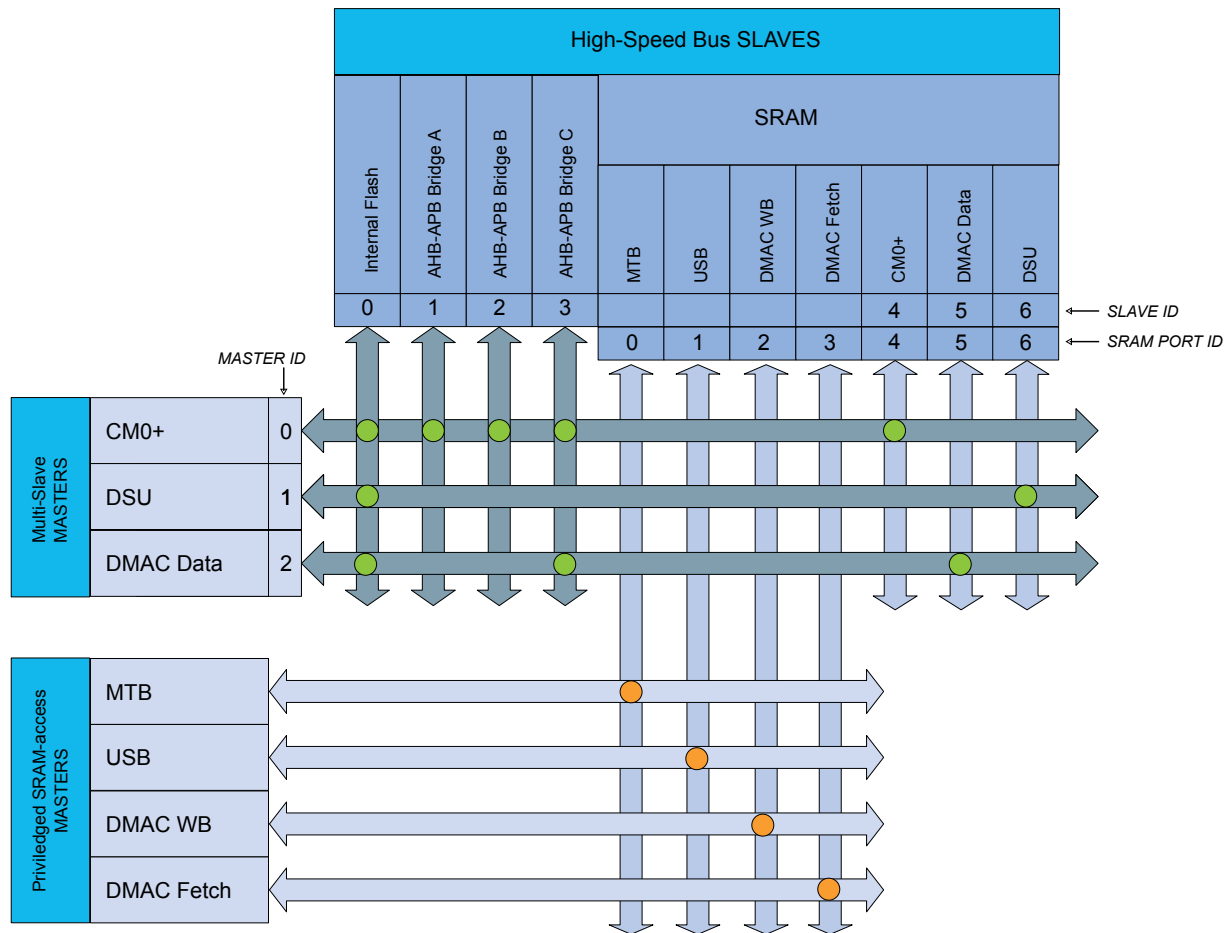 High-Speed Bus SLAVES
SRAM
Internal Flash
AHB-APB Bridge A
AHB-APB Bridge B
AHB-APB Bridge C
MTB
USB
DMAC WB
DMAC Fetch
CM0+
DMAC Data
DSU
0 1 2 3 4 5 6 SLAVE ID
0 1 2 3 4 5 6 SRAM PORT ID
MASTER ID
Multi-Slave
MASTERS
CM0+ 0
DSU 1
DMAC Data 2
Priviledged SRAM-access
MASTERS
MTB
USB
DMAC WB
DMAC Fetch